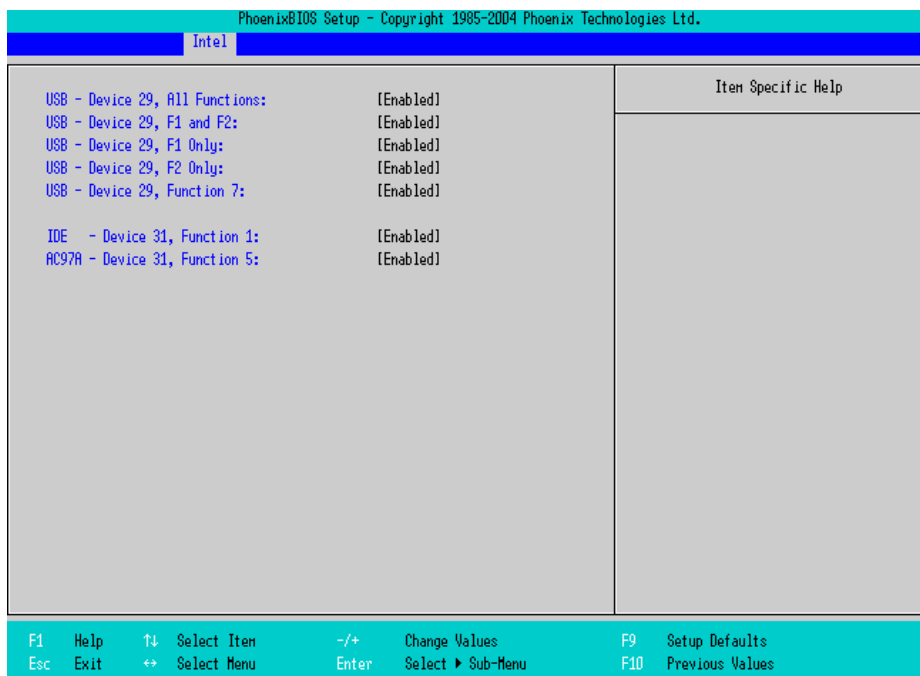 PhoenixBIOS Setup - Copyright 1985-2004 Phoenix Technologies Ltd.
Intel
Item Specific Help
USB - Device 29, All Functions: [Enabled]
USB - Device 29, F1 and F2: [Enabled]
USB - Device 29, F1 Only: [Enabled]
USB - Device 29, F2 Only: [Enabled]
USB - Device 29, Function 7: [Enabled]
IDE - Device 31, Function 1: [Enabled]
AC97A - Device 31, Function 5: [Enabled]
F1 Help ↑↓ Select Item -/+ Change Values F9 Setup Defaults
Esc Exit ↔ Select Menu Enter Select ▶ Sub-Menu F10 Previous Values